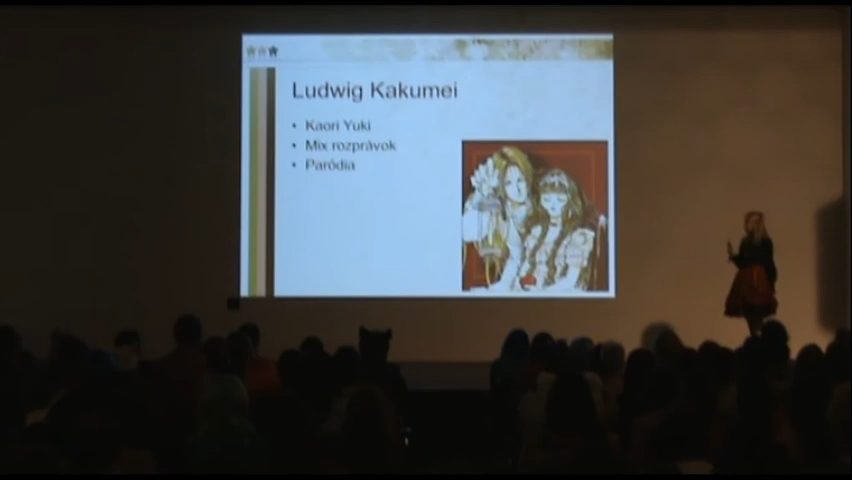 Ludwig Kakumei
• Kaori Yuki
• Mix rozprávok
• Paródia